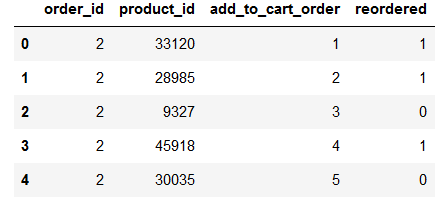 order_id product_id add_to_cart_order reordered
0 2 33120 1 1
1 2 28985 2 1
2 2 9327 3 0
3 2 45918 4 1
4 2 30035 5 0